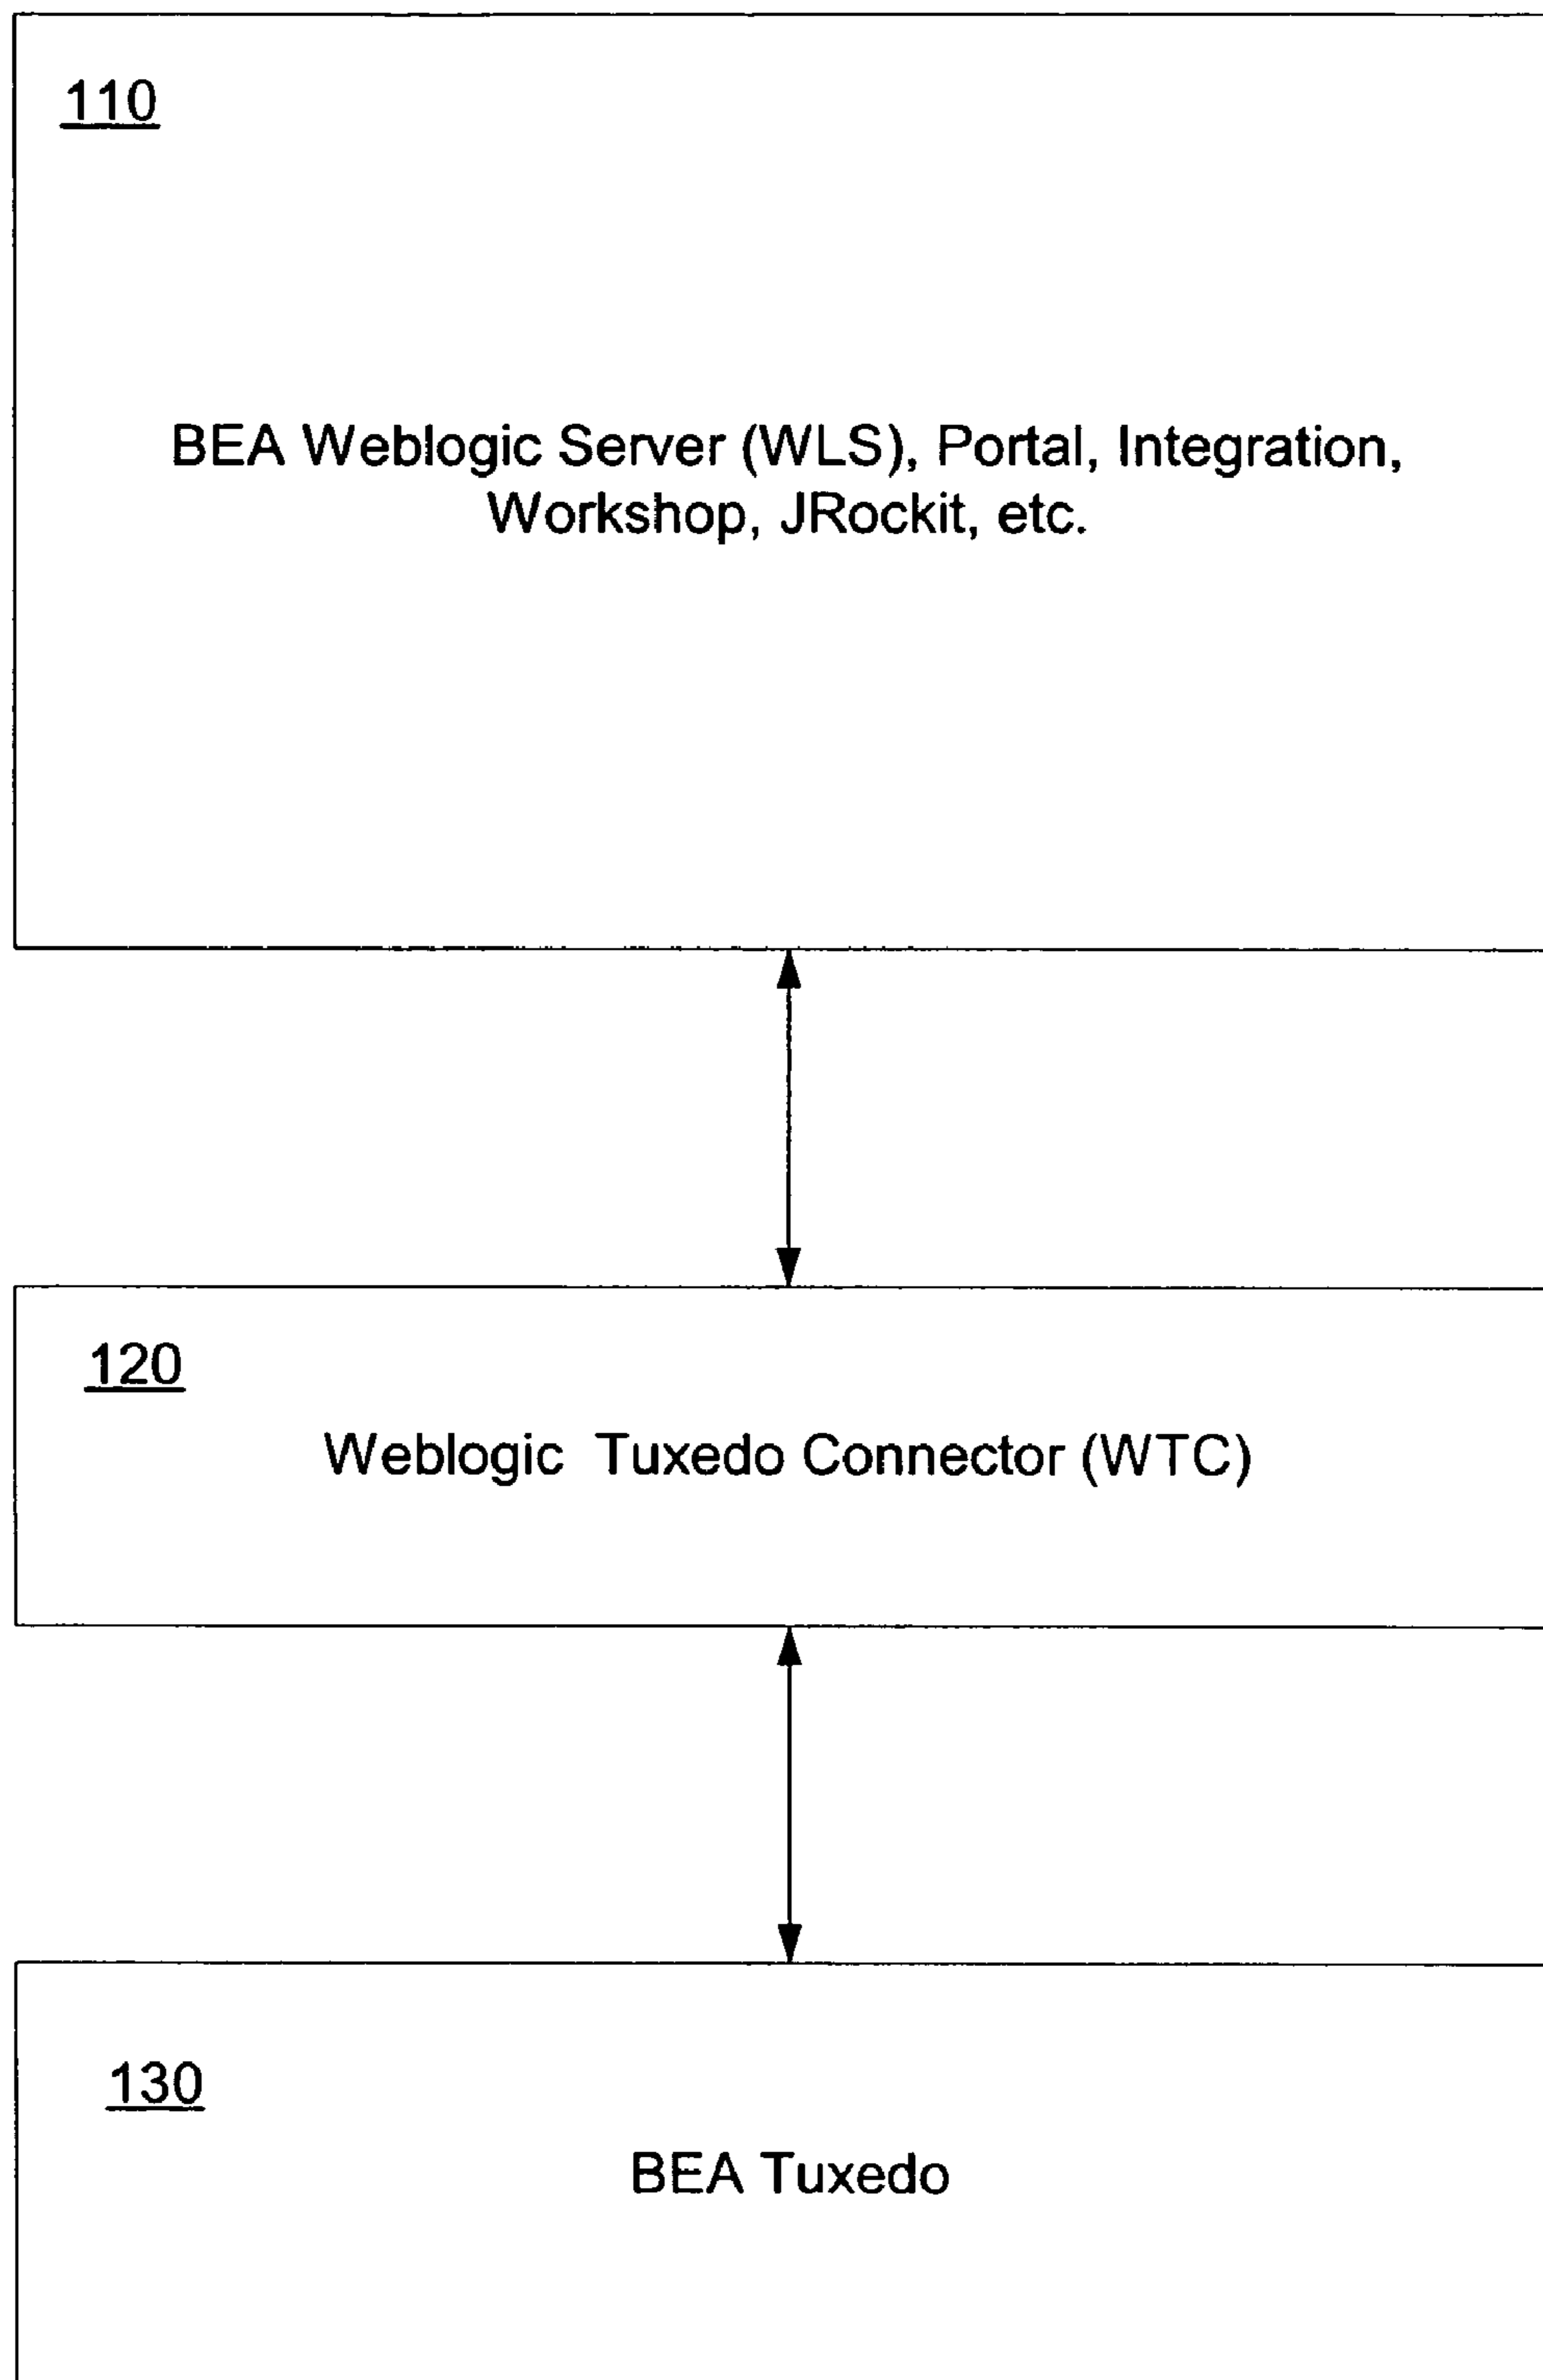 110
BEA Weblogic Server (WLS), Portal, Integration,
Workshop, JRockit, etc.
120
Weblogic Tuxedo Connector (WTC)
130
BEA Tuxedo